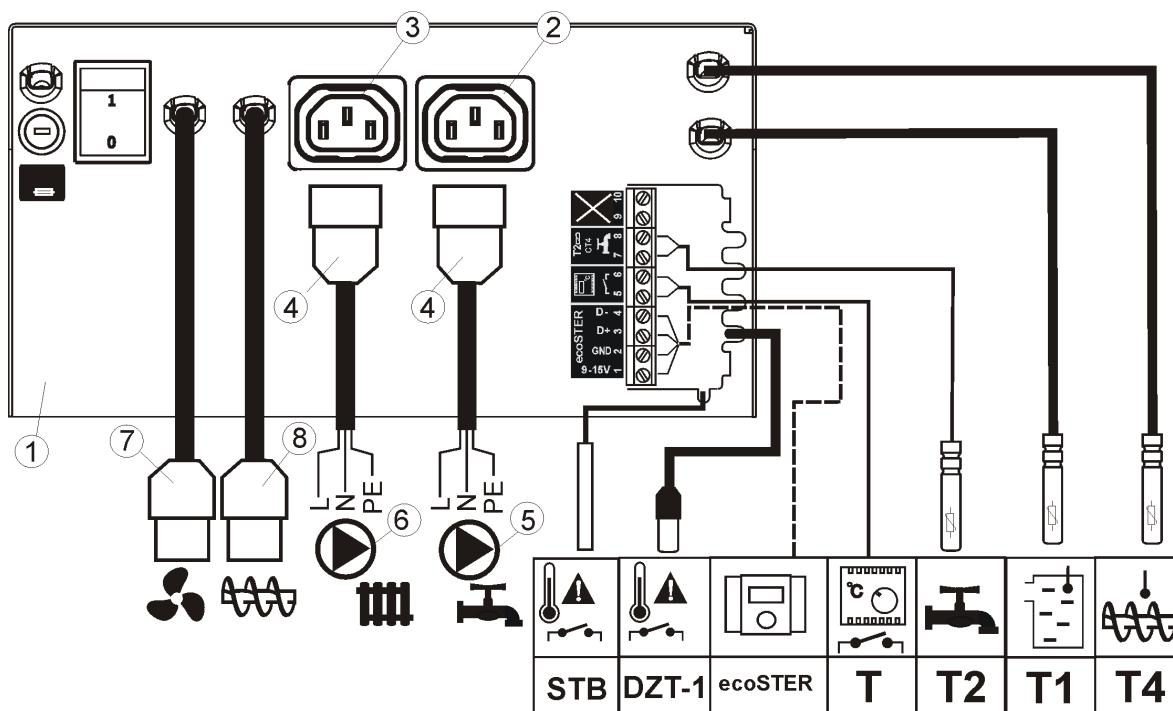 3
2
1
0
10
9
T2
CT4
8
7
6
5
ecoSTER
D- 4
D+ 3
GND 2
9-15V 1
°C
4
4
1
7
8
L
N
PE
L
N
PE
6
5
°C
STB
DZT-1
ecoSTER
T
T2
T1
T4